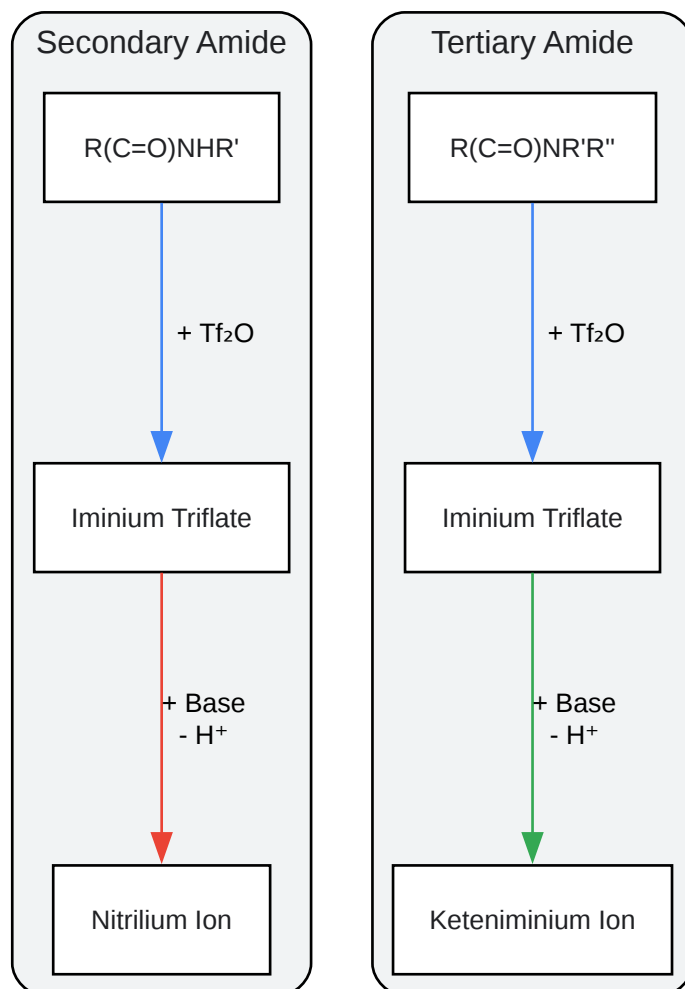 Secondary Amide
R(C=O)NHR'
+ Tf₂O
Iminium Triflate
+ Base
- H⁺
Nitrilium Ion
Tertiary Amide
R(C=O)NR'R"
+ Tf₂O
Iminium Triflate
+ Base
- H⁺
Keteniminium Ion